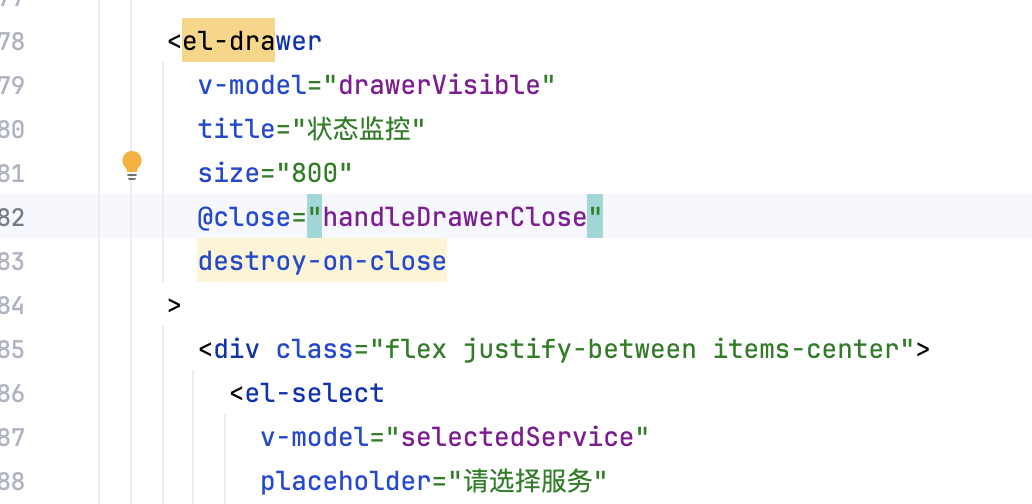 78 <el-drawer
79 v-model="drawerVisible"
80 title="状态监控"
81 size="800"
82 @close="handleDrawerClose"
83 destroy-on-close
84 >
85 <div class="flex justify-between items-center">
86 <el-select
87 v-model="selectedService"
88 placeholder="请选择服务"